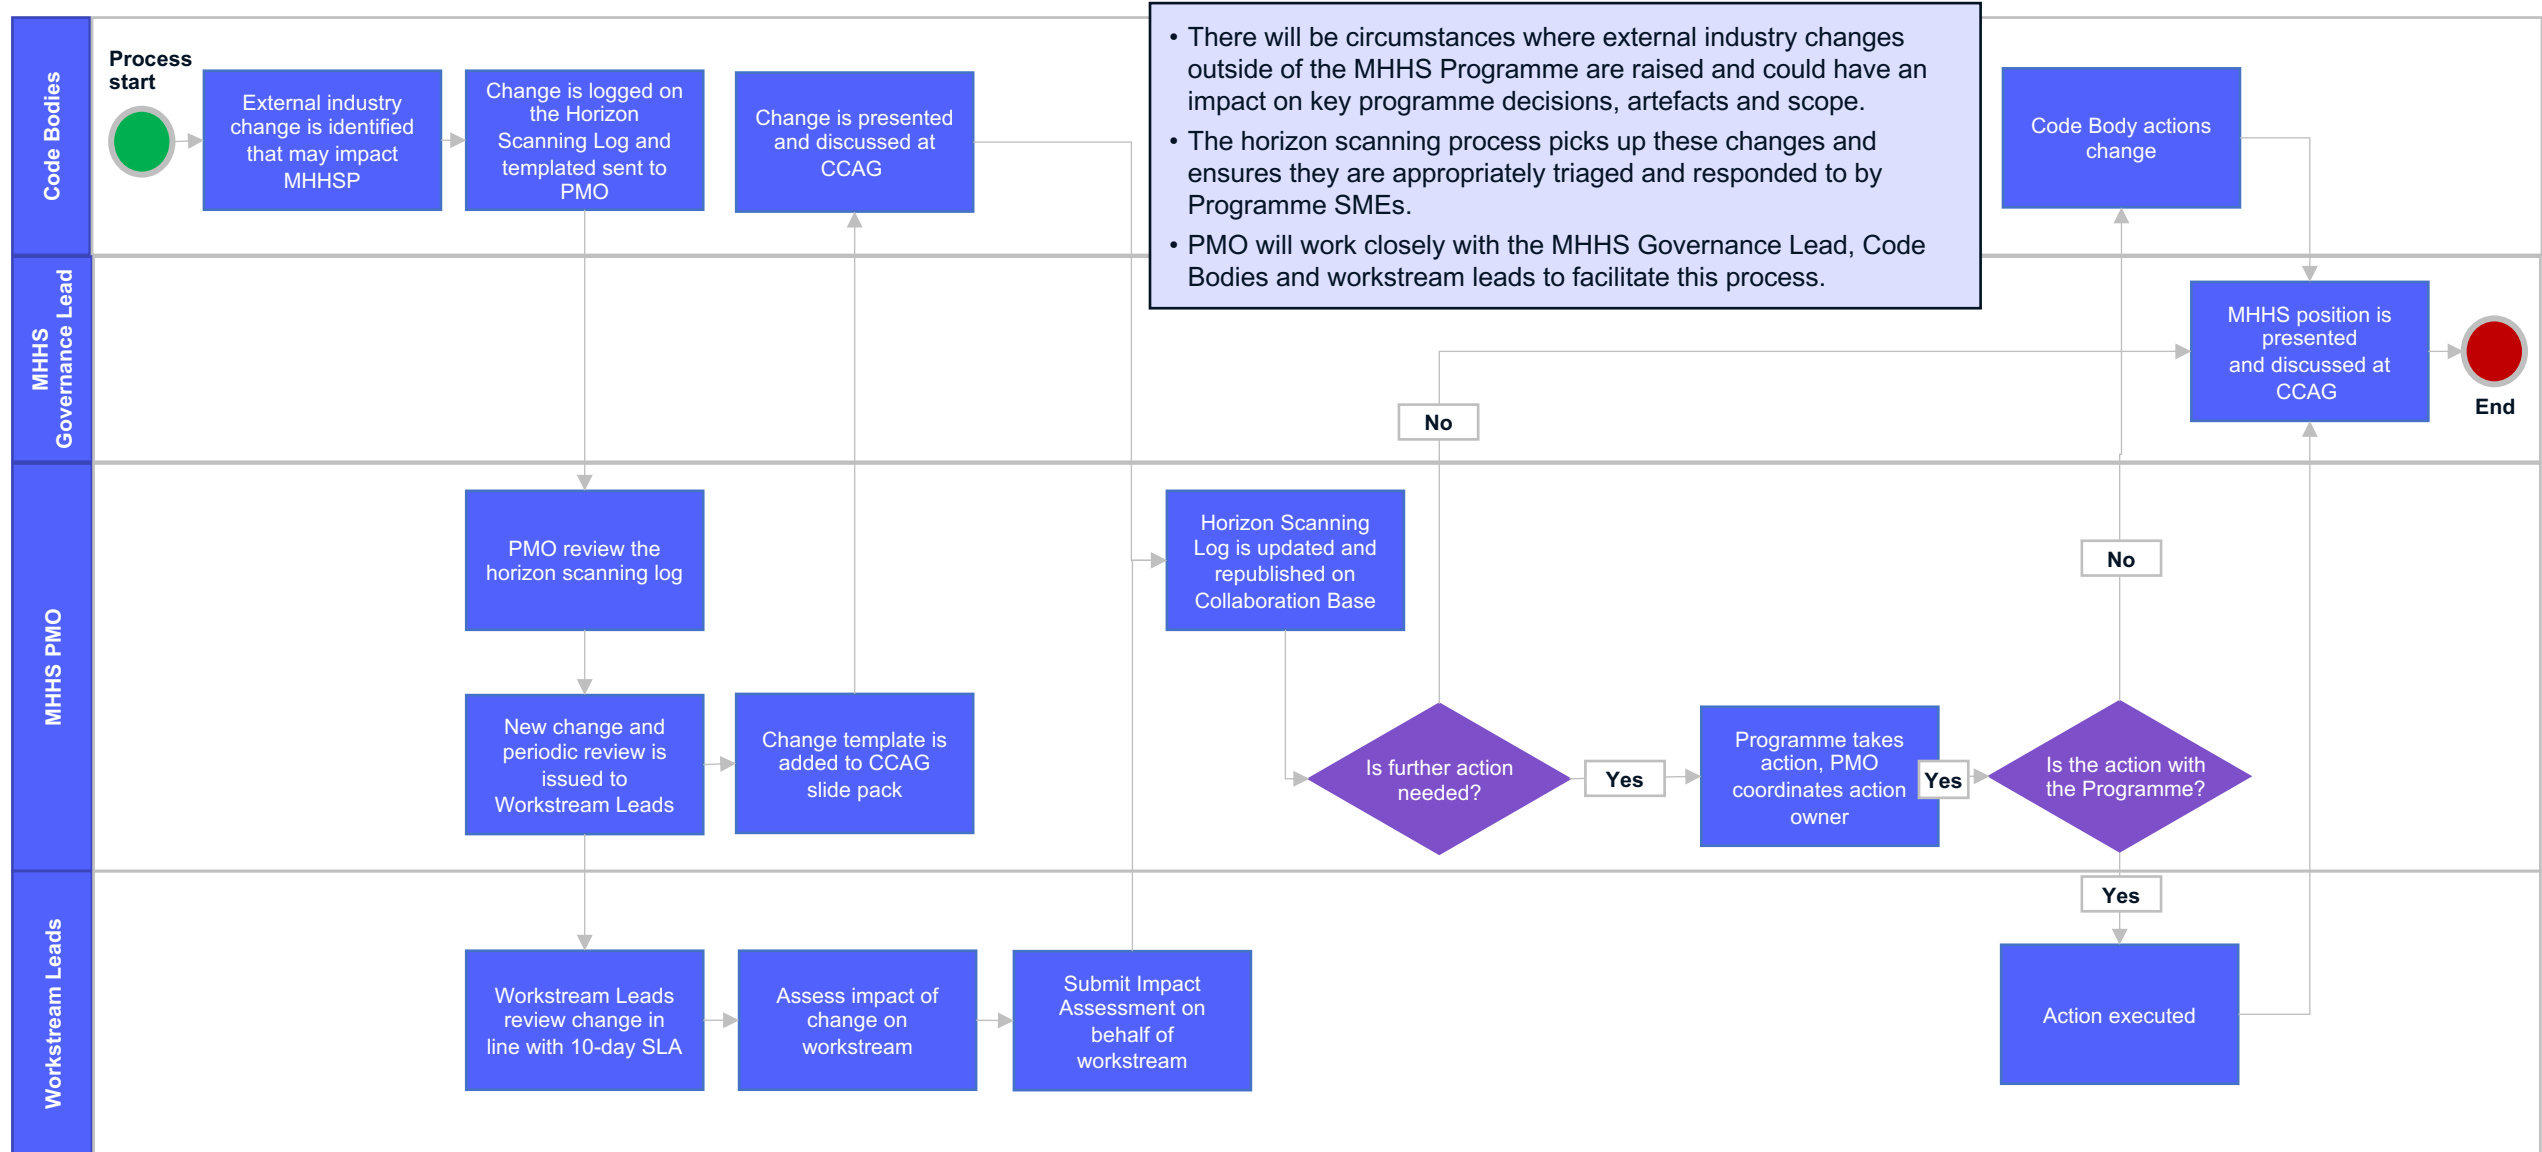 Code Bodies
Process
start
External industry
change is identified
that may impact
MHHSP
Change is logged on
the Horizon
Scanning Log and
templated sent to
PMO
Change is presented
and discussed at
CCAG
• There will be circumstances where external industry changes
outside of the MHHS Programme are raised and could have an
impact on key programme decisions, artefacts and scope.
• The horizon scanning process picks up these changes and
ensures they are appropriately triaged and responded to by
Programme SMEs.
• PMO will work closely with the MHHS Governance Lead, Code
Bodies and workstream leads to facilitate this process.
Code Body actions
change
MHHS
Governance Lead
No
MHHS position is
presented
and discussed at
CCAG
End
MHHS PMO
PMO review the
horizon scanning log
New change and
periodic review is
issued to
Workstream Leads
Change template is
added to CCAG
slide pack
Horizon Scanning
Log is updated and
republished on
Collaboration Base
Is further action
needed?
Yes
Programme takes
action, PMO
coordinates action
owner
Yes
Is the action with
the Programme?
No
Yes
Workstream Leads
Workstream Leads
review change in
line with 10-day SLA
Assess impact of
change on
workstream
Submit Impact
Assessment on
behalf of
workstream
Action executed